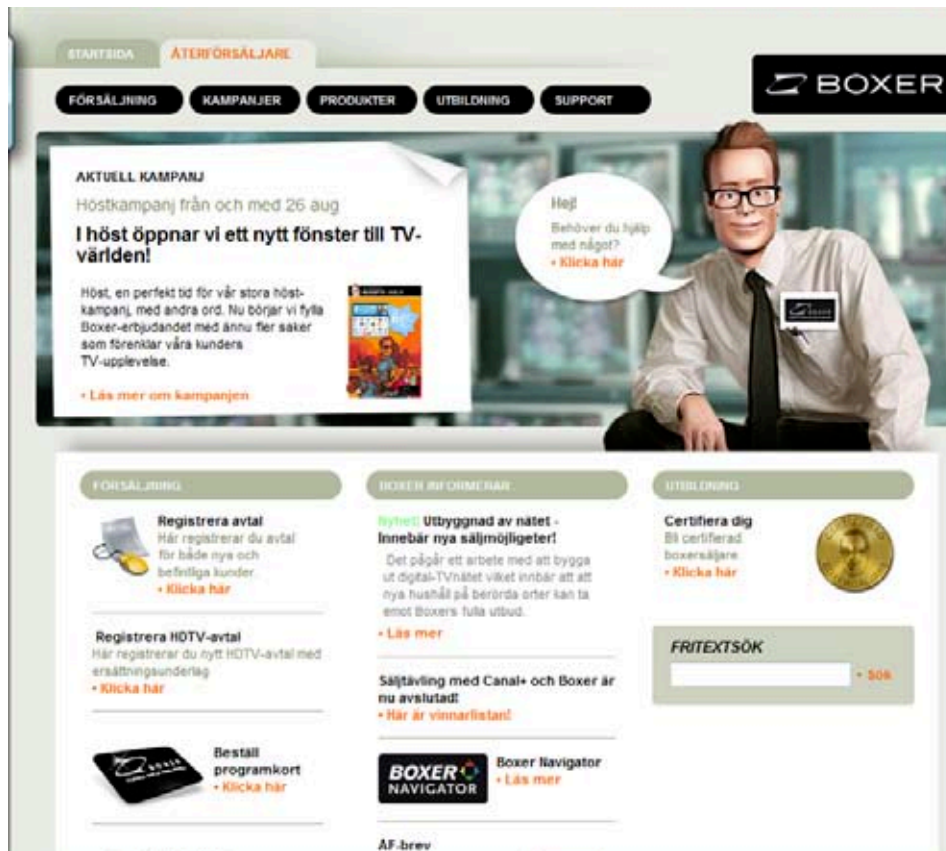 STARTSIDA
ÅTERFÖRSÄLJARE
BOXER
FÖRSÄLJNING
KAMPANJER
PRODUKTER
UTBILDNING
SUPPORT
AKTUELL KAMPANJ
Höstkampanj från och med 26 aug
I höst öppnar vi ett nytt fönster till TV-
världen!
Höst, en perfekt tid för vår stora höst-
kampanj, med andra ord. Nu börjar vi fylla
Boxer-erbjudandet med ännu fler saker
som förenklar våra kunders
TV-upplevelse.
• Läs mer om kampanjen
Hej!
Behöver du hjälp
med något?
• Klicka här
FÖRSÄLJNING
Registrera avtal
Här registrerar du avtal
för både nya och
befintliga kunder.
• Klicka här
Registrera HDTV-avtal
Här registrerar du nytt HDTV-avtal med
ersättningsunderlag
• Klicka här
Beställ
programkort
• Klicka här
BOXER INFORMERAR
Nyhet! Utbyggnad av nätet -
Innebär nya säljmöjligeter!
Det pågår ett arbete med att bygga
ut digital-TVnätet vilket innbär att att
nya hushåll på berörda orter kan ta
emot Boxers fulla utbud.
• Läs mer
Säljtävling med Canal+ och Boxer är
nu avslutad!
• Här är vinnarlistan!
BOXER
NAVIGATOR
Boxer Navigator
• Läs mer
ÅF-brev
UTBILDNING
Certifiera dig
Bli certifierad
boxersäljare
• Klicka här
FRITEXTSÖK
• Sök